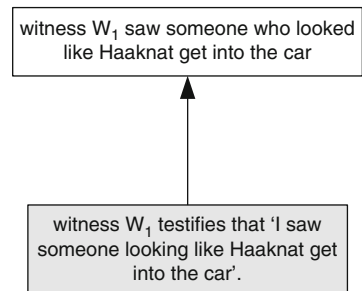 witness W₁ saw someone who looked
like Haaknat get into the car
witness W₁ testifies that ‘I saw
someone looking like Haaknat get
into the car’.